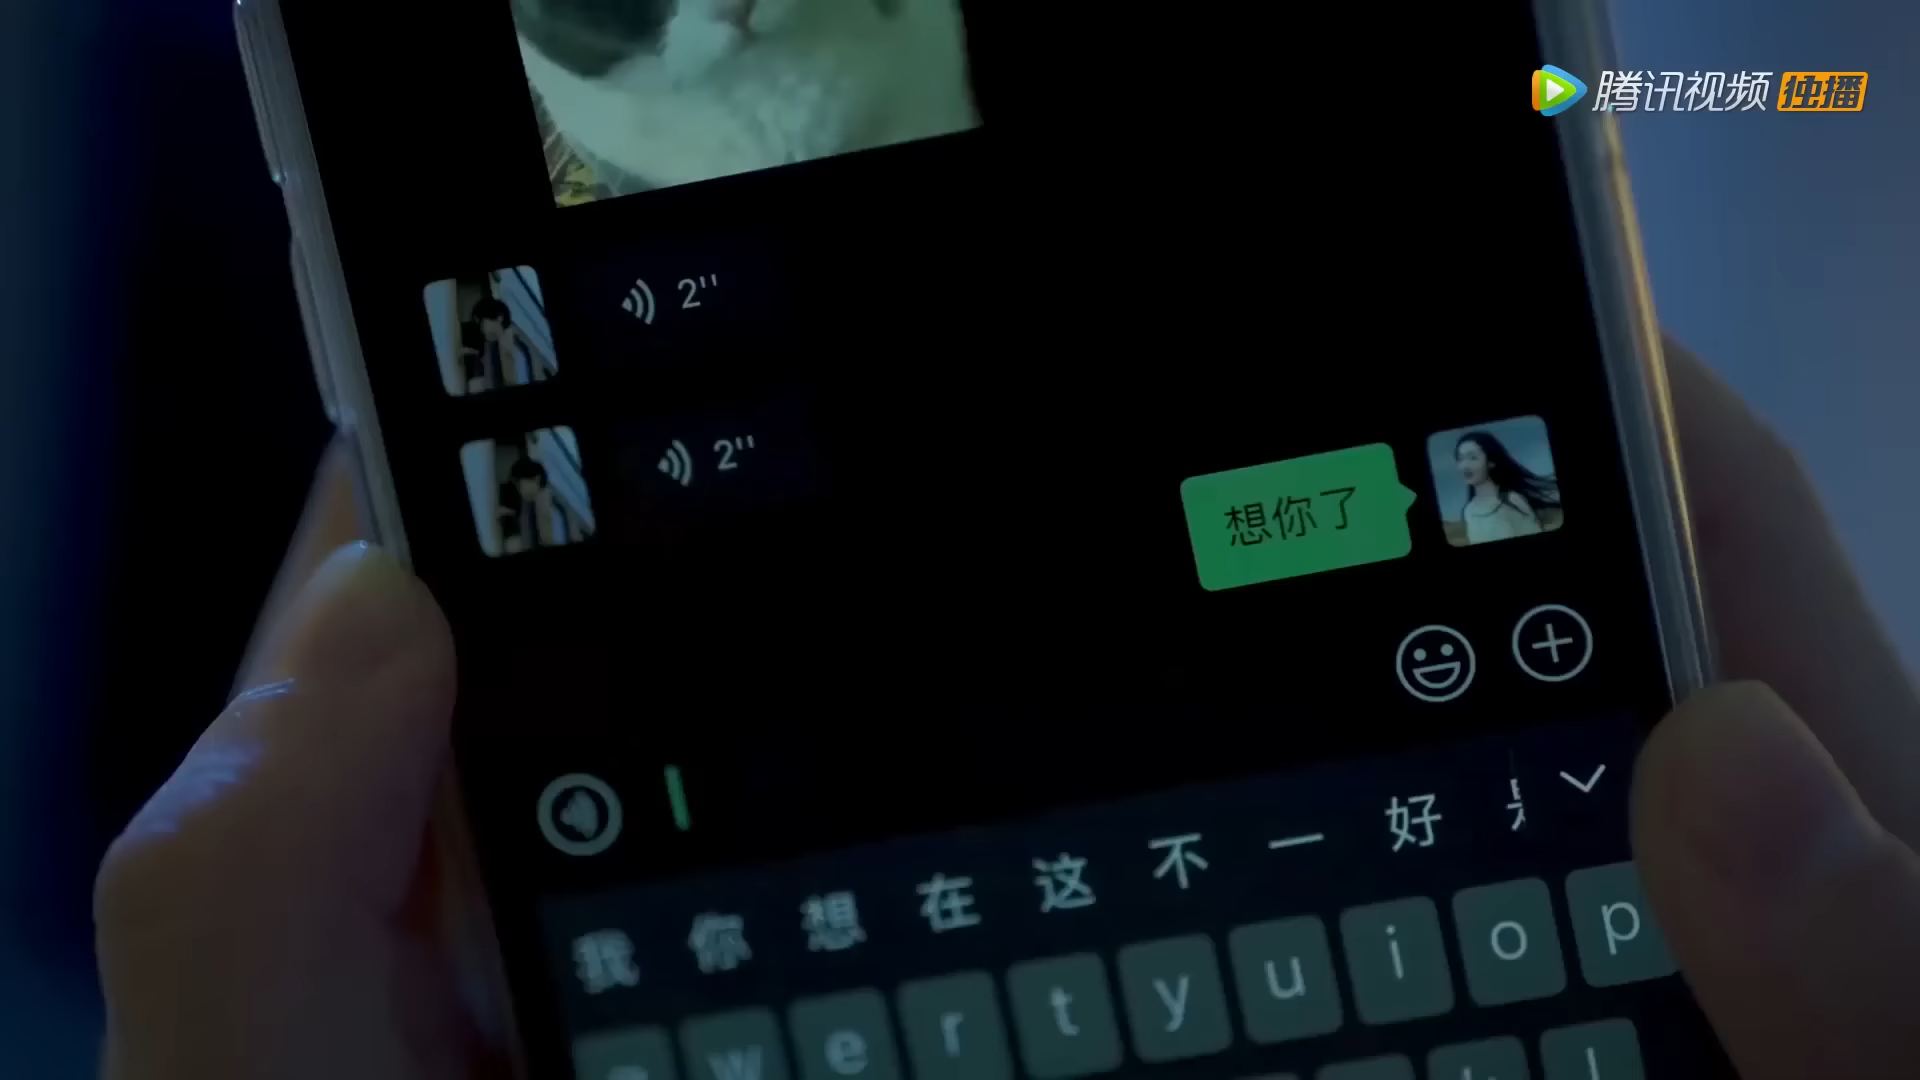 腾讯视频 独播
2''
2''
想你了
我 你 想 在 这 不 一 好
w e r t y u i o p